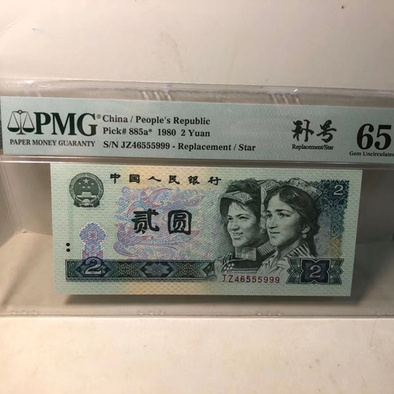 PMG
PAPER MONEY GUARANTY
China / People's Republic
Pick# 885a* 1980 2 Yuan
S/N JZ46555999 - Replacement / Star
补号
Replacement/Star
65
Gem Uncirculated
中国人民银行
2
贰圆
2
2
JZ46555999